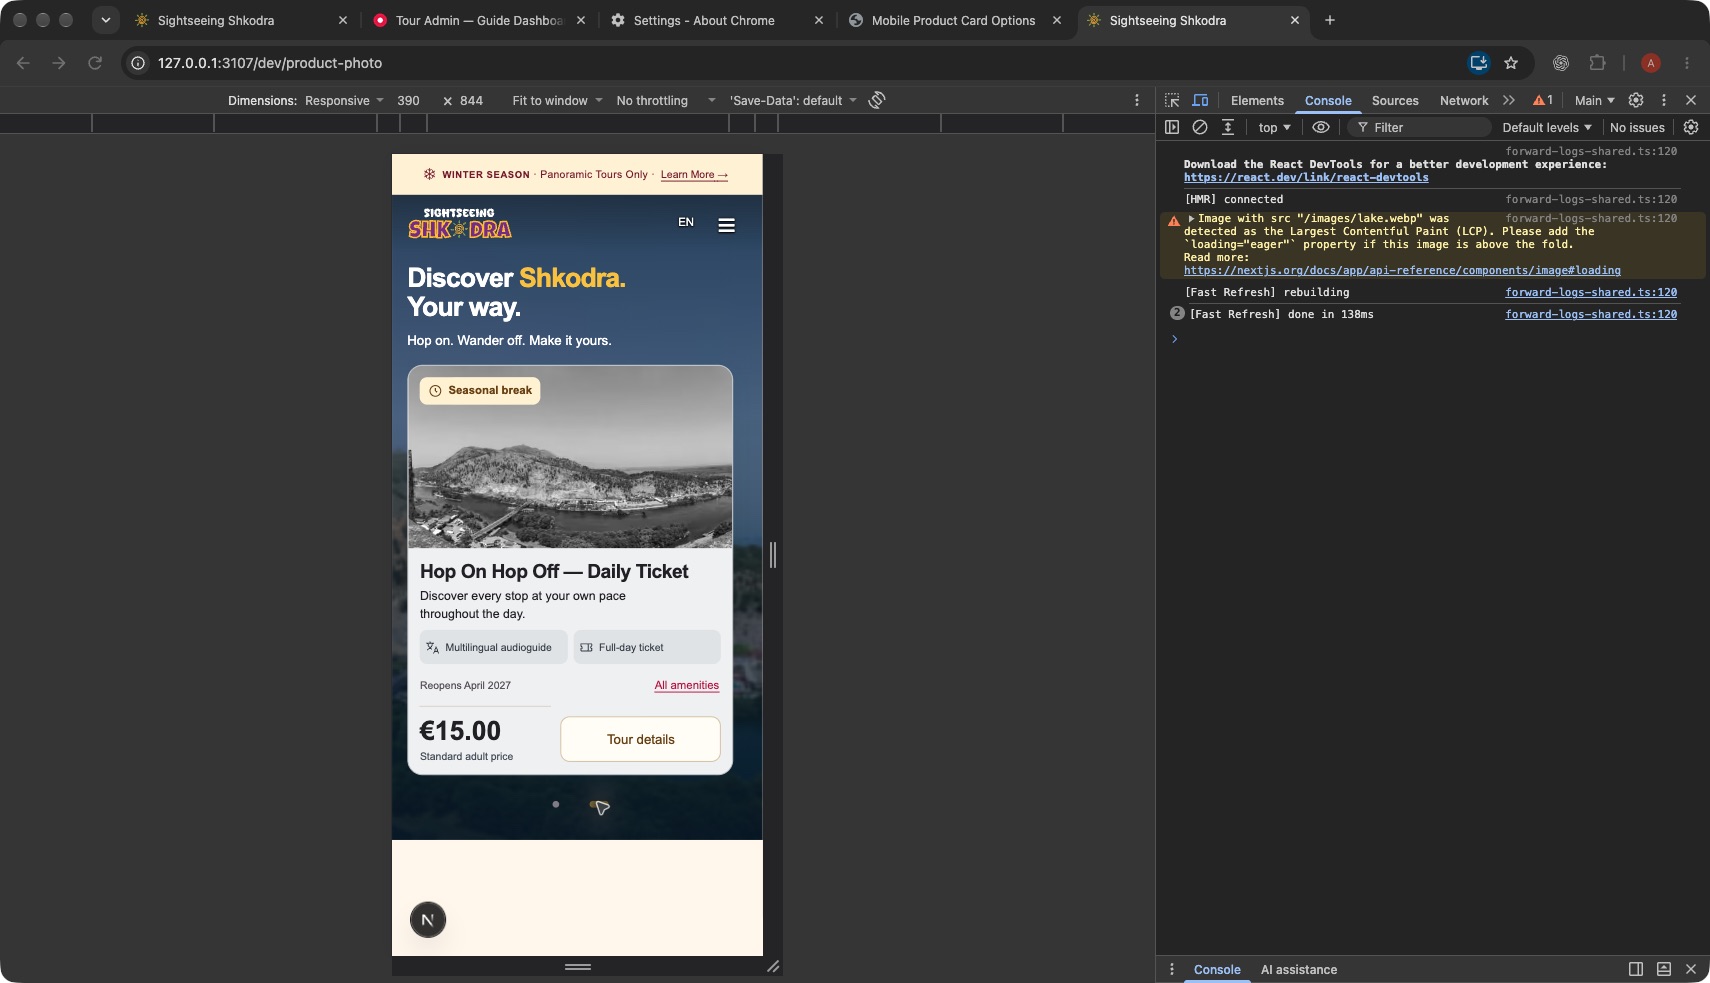 Sightseeing Shkodra
Tour Admin — Guide Dashboa
Settings - About Chrome
Mobile Product Card Options
Sightseeing Shkodra
127.0.0.1:3107/dev/product-photo
A
Dimensions: Responsive 390 × 844 Fit to window No throttling 'Save-Data': default
Elements Console Sources Network 1 Main
top Filter Default levels No issues
forward-logs-shared.ts:120
Download the React DevTools for a better development experience:
https://react.dev/link/react-devtools
[HMR] connected forward-logs-shared.ts:120
Image with src "/images/lake.webp" was forward-logs-shared.ts:120
detected as the Largest Contentful Paint (LCP). Please add the
`loading="eager"` property if this image is above the fold.
Read more:
https://nextjs.org/docs/app/api-reference/components/image#loading
[Fast Refresh] rebuilding forward-logs-shared.ts:120
2 [Fast Refresh] done in 138ms forward-logs-shared.ts:120
WINTER SEASON · Panoramic Tours Only · Learn More →
SIGHTSEEING
SHKODRA
EN
Discover Shkodra.
Your way.
Hop on. Wander off. Make it yours.
Seasonal break
Hop On Hop Off — Daily Ticket
Discover every stop at your own pace
throughout the day.
Multilingual audioguide
Full-day ticket
Reopens April 2027
All amenities
€15.00
Standard adult price
Tour details
N
Console AI assistance